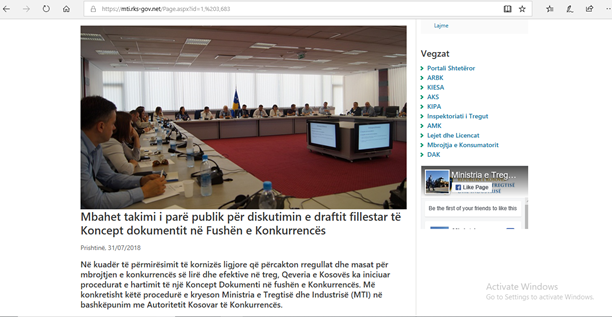 https://mti.rks-gov.net/Page.aspx?id=1,%203,683
Lajme
Vegzat
Portali Shtetëror
ARBK
KIESA
AKS
KIPA
Inspektoriati i Tregut
AMK
Lejet dhe Licencat
Mbrojtja e Konsumatorit
DAK
Ministria e Treg...
Like Page
Be the first of your friends to like this
Mbahet takimi i parë publik për diskutimin e draftit fillestar të
Koncept dokumentit në Fushën e Konkurrencës
Prishtinë, 31/07/2018
Në kuadër të përmirësimit të kornizës ligjore që përcakton rregullat dhe masat për
mbrojtjen e konkurrencës së lirë dhe efektive në treg, Qeveria e Kosovës ka iniciuar
procedurat e hartimit të një Koncept Dokumenti në fushën e Konkurrencës. Më
konkretisht këtë procedurë e kryeson Ministria e Tregtisë dhe Industrisë (MTI) në
bashkëpunim me Autoritetit Kosovar të Konkurrencës.
Activate Windows
Go to Settings to activate Windows.